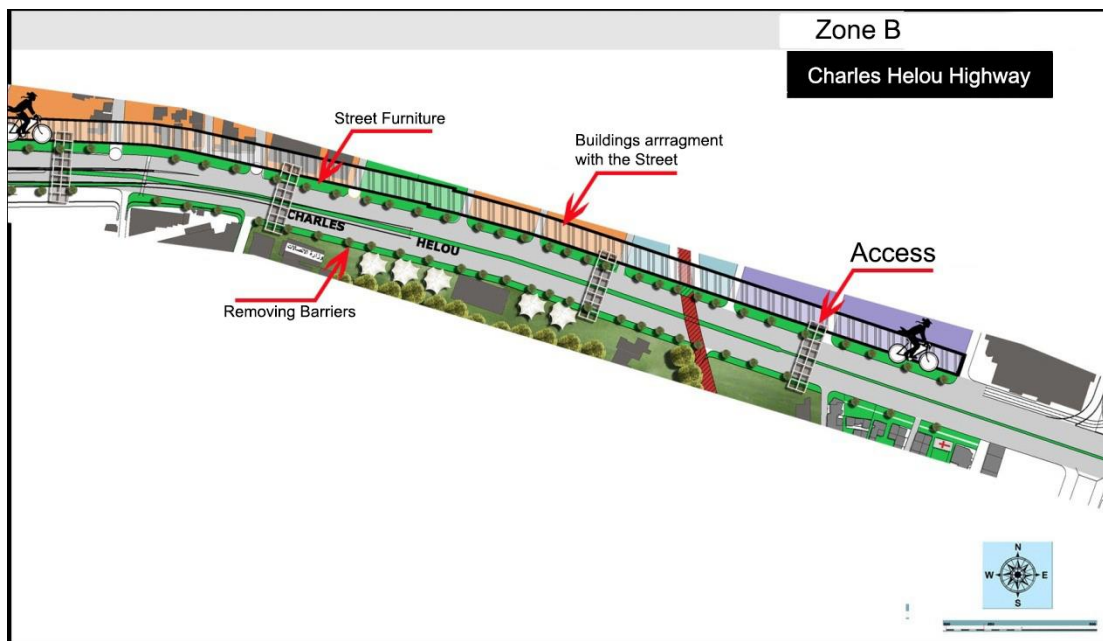 Zone B
Charles Helou Highway
Street Furniture
Buildings arrragment
with the Street
Access
CHARLES
HELOU
Removing Barriers
N
W
E
S